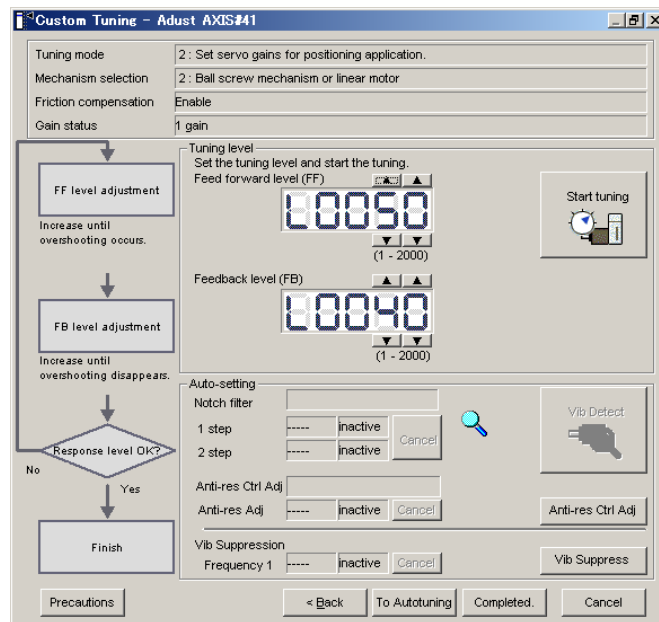 Custom Tuning - Adust AXIS#41
Tuning mode 2 : Set servo gains for positioning application.
Mechanism selection 2 : Ball screw mechanism or linear motor
Friction compensation Enable
Gain status 1 gain
FF level adjustment
Increase until
overshooting occurs.
FB level adjustment
Increase until
overshooting disappears.
Response level OK?
No
Yes
Finish
Tuning level
Set the tuning level and start the tuning.
Feed forward level (FF)
L0050
(1 - 2000)
Feedback level (FB)
L0040
(1 - 2000)
Start tuning
Auto-setting
Notch filter
1 step ----- inactive
2 step ----- inactive
Cancel
Vib Detect
Anti-res Ctrl Adj
Anti-res Adj ----- inactive Cancel
Anti-res Ctrl Adj
Vib Suppression
Frequency 1 ----- inactive Cancel
Vib Suppress
Precautions < Back To Autotuning Completed. Cancel